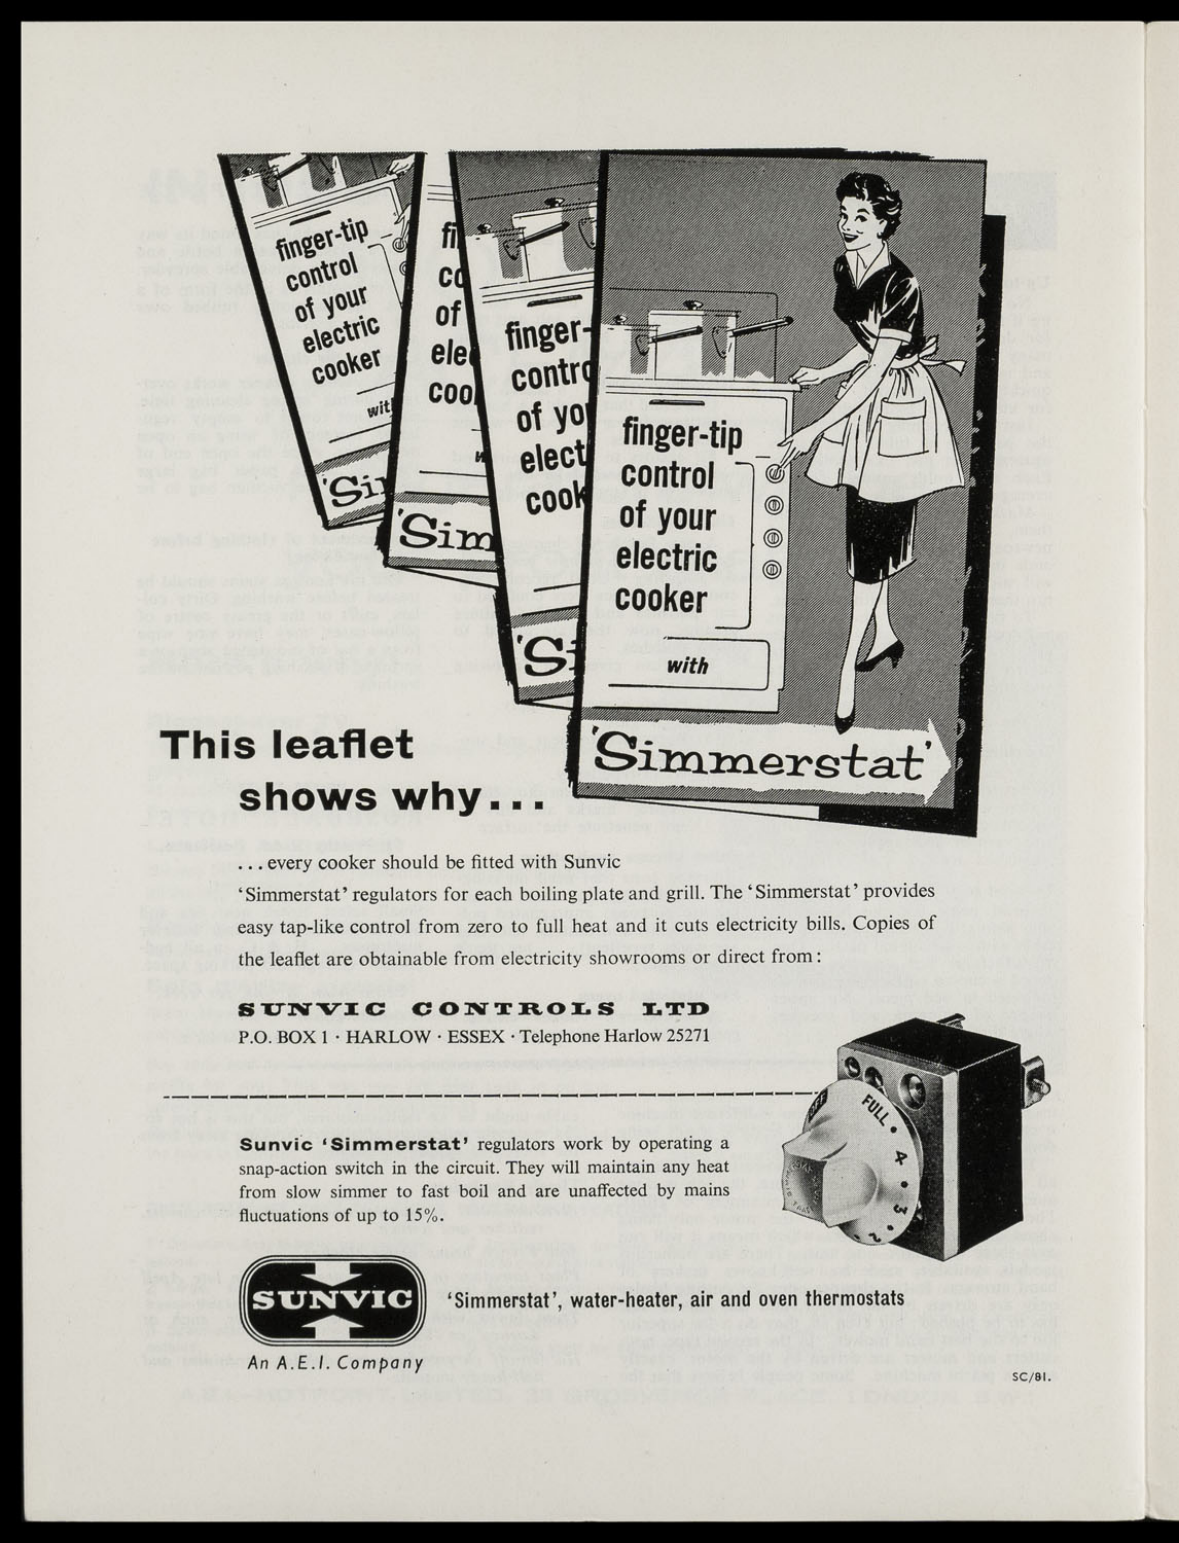 finger-tip
control
of your
electric
cooker
with
'Si
fi
co
of
ele
coo
w
'Sim
finger-
contro
of yo
elect
cook
'Si
finger-tip
control
of your
electric
cooker
with
'Simmerstat'
This leaflet
shows why...
...every cooker should be fitted with Sunvic
'Simmerstat' regulators for each boiling plate and grill. The 'Simmerstat' provides
easy tap-like control from zero to full heat and it cuts electricity bills. Copies of
the leaflet are obtainable from electricity showrooms or direct from:
SUNVIC CONTROLS LTD
P.O. BOX 1 · HARLOW · ESSEX · Telephone Harlow 25271
OFF
FULL
4
3
2
Sunvic 'Simmerstat' regulators work by operating a
snap-action switch in the circuit. They will maintain any heat
from slow simmer to fast boil and are unaffected by mains
fluctuations of up to 15%.
SUNVIC
An A.E.I. Company
'Simmerstat', water-heater, air and oven thermostats
SC/81.